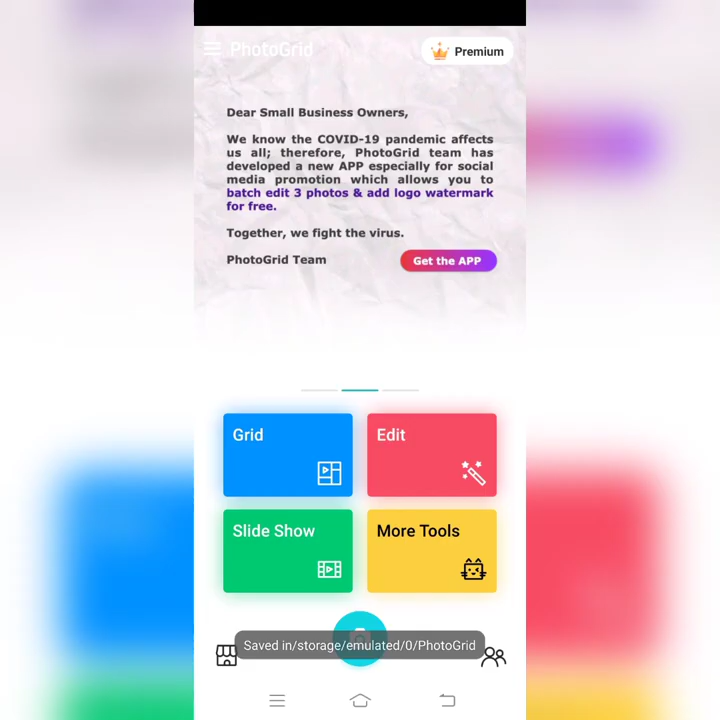 PhotoGrid
Premium
Dear Small Business Owners,
We know the COVID-19 pandemic affects
us all; therefore, PhotoGrid team has
developed a new APP especially for social
media promotion which allows you to
batch edit 3 photos & add logo watermark
for free.
Together, we fight the virus.
PhotoGrid Team
Get the APP
Grid
Edit
Slide Show
More Tools
Saved in/storage/emulated/0/PhotoGrid